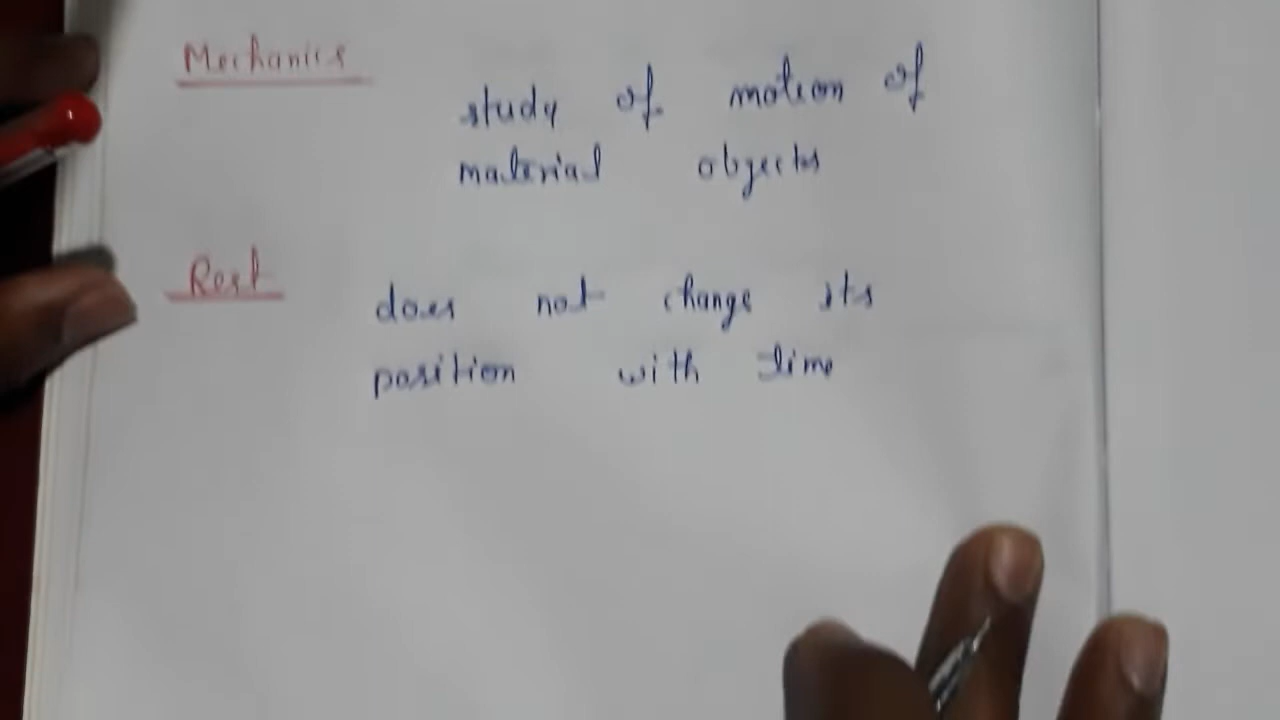 Mechanics
study of motion of
material objects
Rest
does not change its
position with time